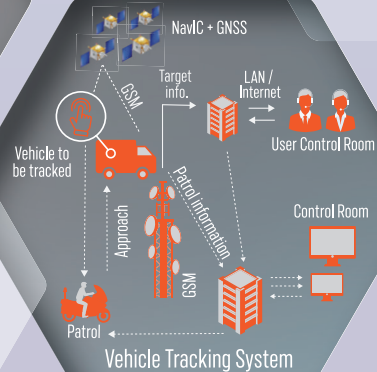 NavIC + GNSS
GSM
Target
info.
LAN /
Internet
User Control Room
Vehicle to
be tracked
Approach
Patrol information
Control Room
GSM
Patrol
Vehicle Tracking System